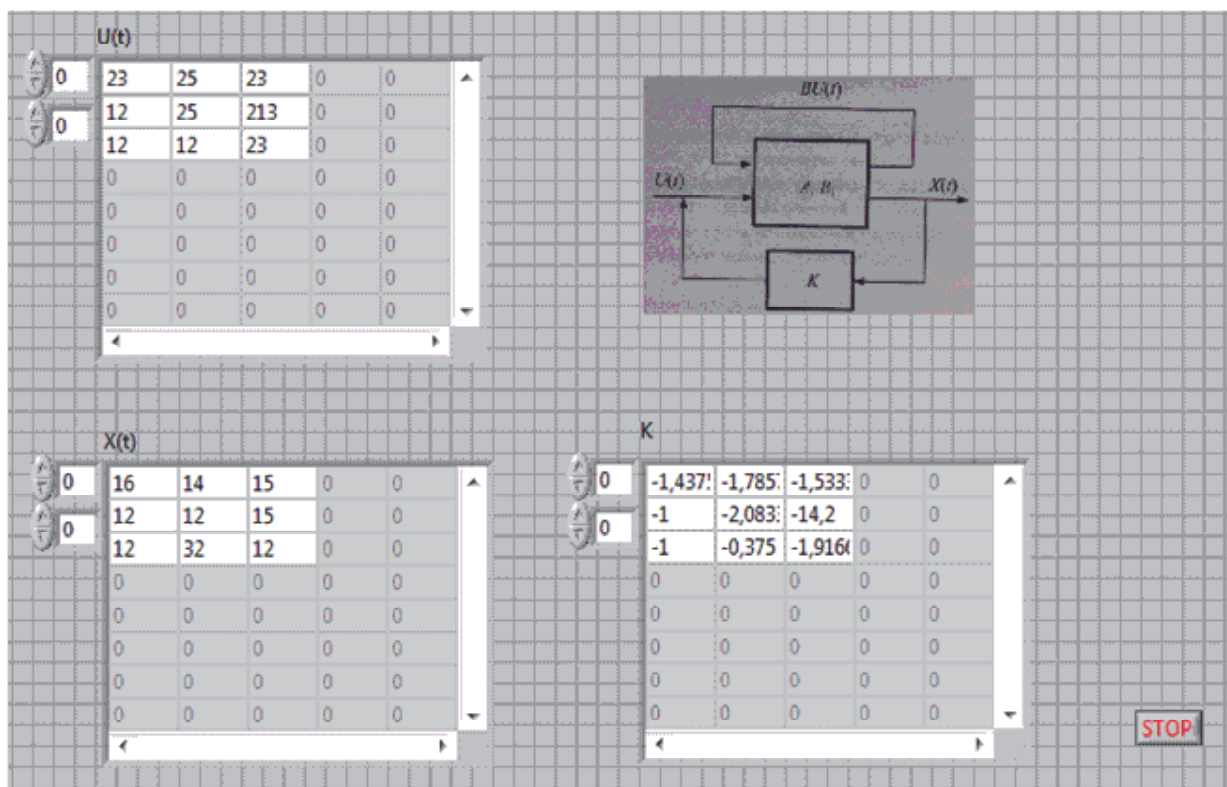 U(t)
0 23 25 23 0 0
0 12 25 213 0 0
12 12 23 0 0
0 0 0 0 0
0 0 0 0 0
0 0 0 0 0
0 0 0 0 0
0 0 0 0 0
BU(t)
U(t) A, B X(t)
K
X(t)
0 16 14 15 0 0
0 12 12 15 0 0
12 32 12 0 0
0 0 0 0 0
0 0 0 0 0
0 0 0 0 0
0 0 0 0 0
0 0 0 0 0
K
0 -1,437 -1,785 -1,533 0 0
0 -1 -2,083 -14,2 0 0
-1 -0,375 -1,916 0 0
0 0 0 0 0
0 0 0 0 0
0 0 0 0 0
0 0 0 0 0
0 0 0 0 0
STOP